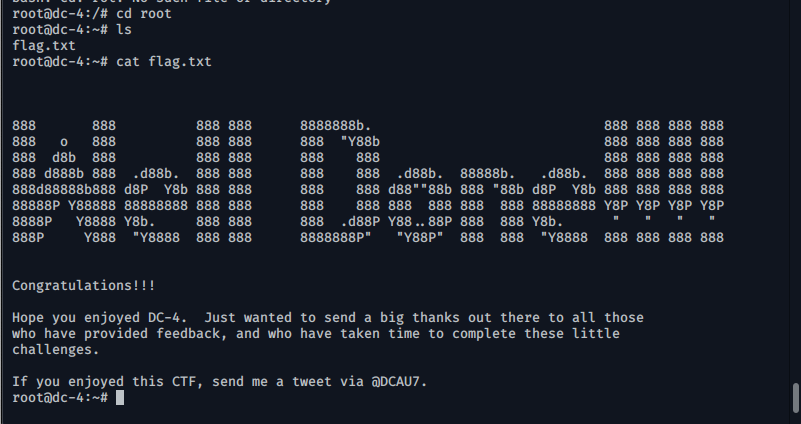 root@dc-4:/# cd root
root@dc-4:~# ls
flag.txt
root@dc-4:~# cat flag.txt
888       888          888 888      8888888b.                             888 888 888 888
888   o   888          888 888      888  "Y88b                            888 888 888 888
888  d8b  888          888 888      888    888                            888 888 888 888
888 d888b 888  .d88b.  888 888      888    888  .d88b.  88888b.   .d88b.  888 888 888 888
888d88888b888 d8P  Y8b 888 888      888    888 d88""88b 888 "88b d8P  Y8b 888 888 888 888
88888P Y88888 88888888 888 888      888    888 888  888 888  888 88888888 Y8P Y8P Y8P Y8P
8888P   Y8888 Y8b.     888 888      888  .d88P Y88..88P 888  888 Y8b.      "   "   "   "
888P     Y888  "Y8888  888 888      8888888P"   "Y88P"  888  888  "Y8888  888 888 888 888
Congratulations!!!
Hope you enjoyed DC-4.  Just wanted to send a big thanks out there to all those
who have provided feedback, and who have taken time to complete these little
challenges.
If you enjoyed this CTF, send me a tweet via @DCAU7.
root@dc-4:~#